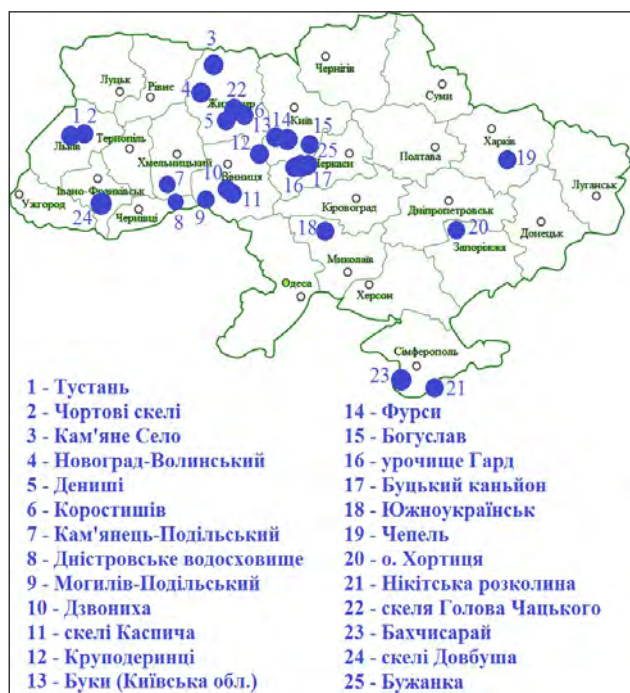 3
Чернігів
Луцьк
Рівне
4
22
Суми
Житомир
6
Київ
5
13
14
15
1
2
Харків
Львів
Тернопіль
12
25
19
Полтава
Хмельницький
Черкаси
10
Вінниця
16
17
Івано-Франківськ
7
11
Луганськ
Ужгород
24
Чернівці
8
9
Кіровоград
Дніпропетровськ
18
20
Донецьк
Запоріжжя
Миколаїв
Одеса
Херсон
Сімферополь
23
21
1 - Тустань
2 - Чортові скелі
3 - Кам'яне Село
4 - Новоград-Волинський
5 - Дениші
6 - Коростишів
7 - Кам'янець-Подільський
8 - Дністровське водосховище
9 - Могилів-Подільський
10 - Дзвониха
11 - скелі Каспича
12 - Круподеринці
13 - Буки (Київська обл.)
14 - Фурси
15 - Богуслав
16 - урочище Гард
17 - Буцький каньйон
18 - Южноукраїнськ
19 - Чепель
20 - о. Хортиця
21 - Нікітська розколина
22 - скеля Голова Чацького
23 - Бахчисарай
24 - скелі Довбуша
25 - Бужанка